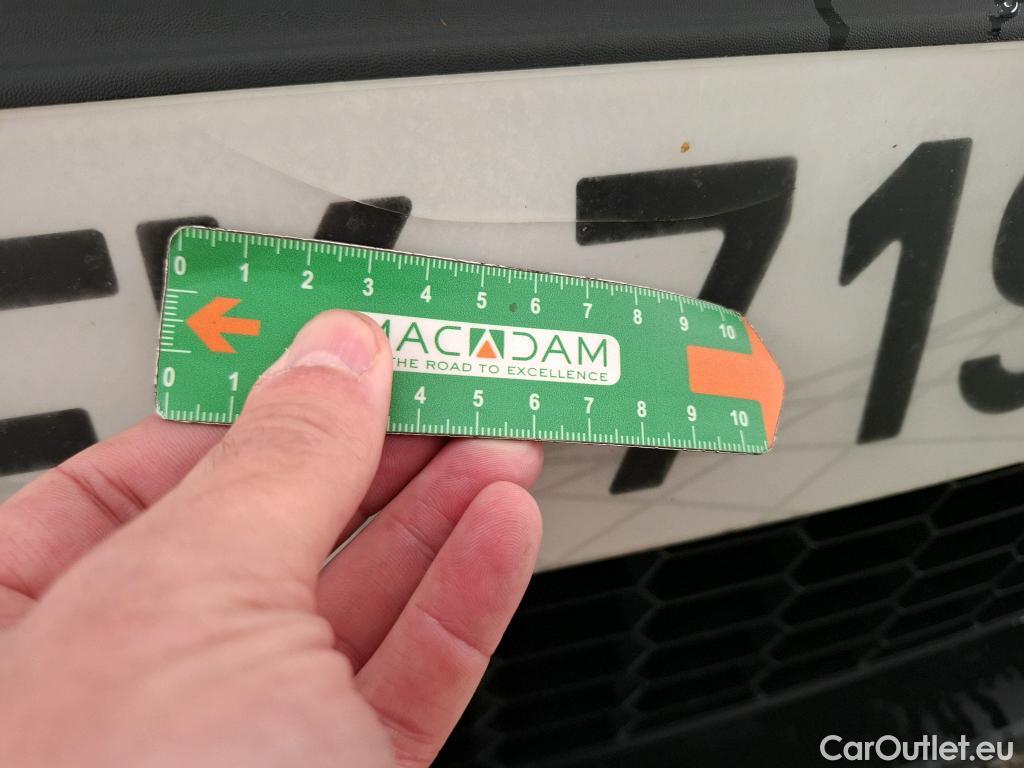 719
0 1 2 3 4 5 6 7 8 9 10
MACADAM
THE ROAD TO EXCELLENCE
0 1 4 5 6 7 8 9 10
CarOutlet.eu